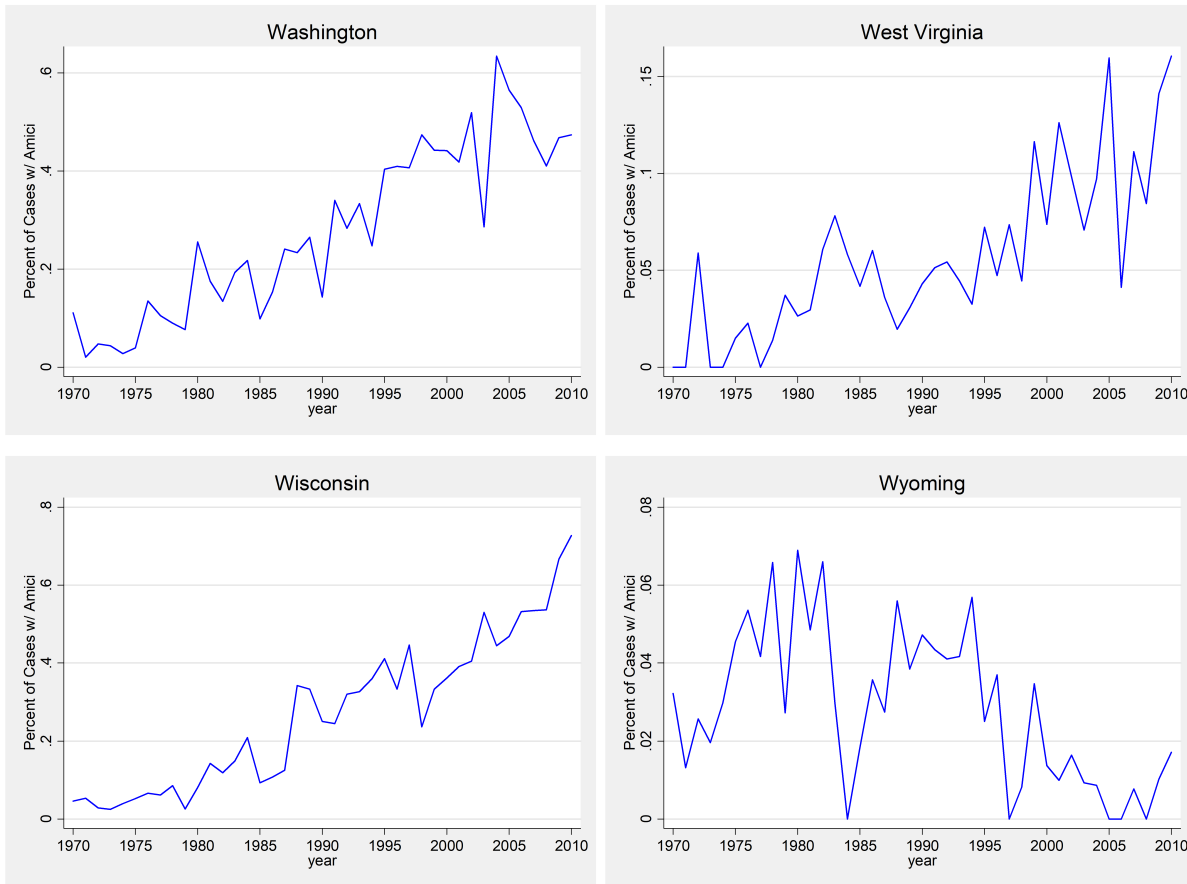 Washington
Percent of Cases w/ Amici
.6
.4
.2
0
1970 1975 1980 1985 1990 1995 2000 2005 2010
year
West Virginia
Percent of Cases w/ Amici
.15
.1
.05
0
1970 1975 1980 1985 1990 1995 2000 2005 2010
year
Wisconsin
Percent of Cases w/ Amici
.8
.6
.4
.2
0
1970 1975 1980 1985 1990 1995 2000 2005 2010
year
Wyoming
Percent of Cases w/ Amici
.08
.06
.04
.02
0
1970 1975 1980 1985 1990 1995 2000 2005 2010
year